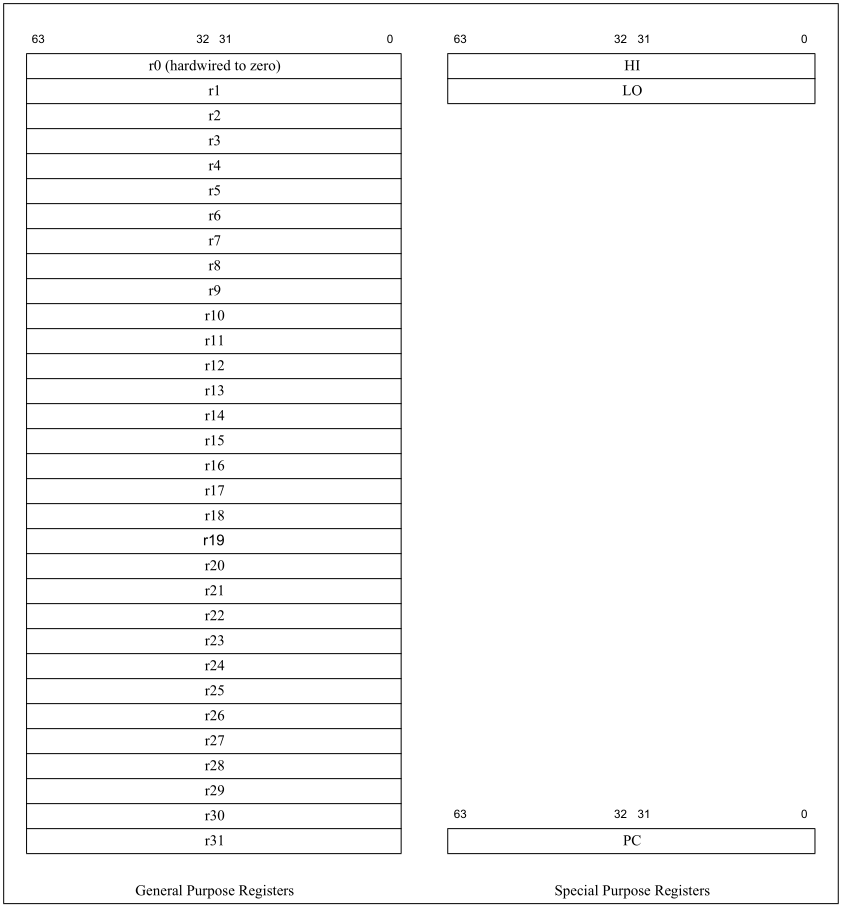 63 32 31 0
r0 (hardwired to zero)
r1
r2
r3
r4
r5
r6
r7
r8
r9
r10
r11
r12
r13
r14
r15
r16
r17
r18
r19
r20
r21
r22
r23
r24
r25
r26
r27
r28
r29
r30
r31
General Purpose Registers
63 32 31 0
HI
LO
63 32 31 0
PC
Special Purpose Registers